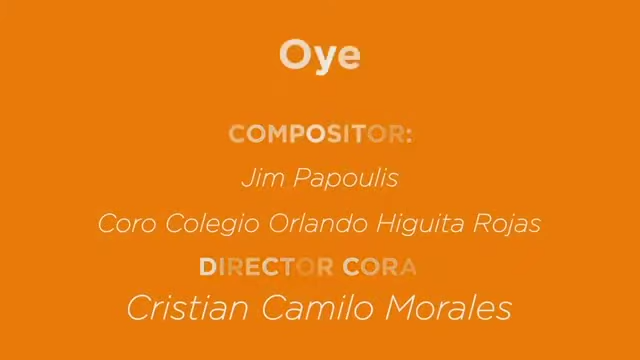 Oye
COMPOSITOR:
Jim Papoulis
Coro Colegio Orlando Higuita Rojas
DIRECTOR CORA
Cristian Camilo Morales